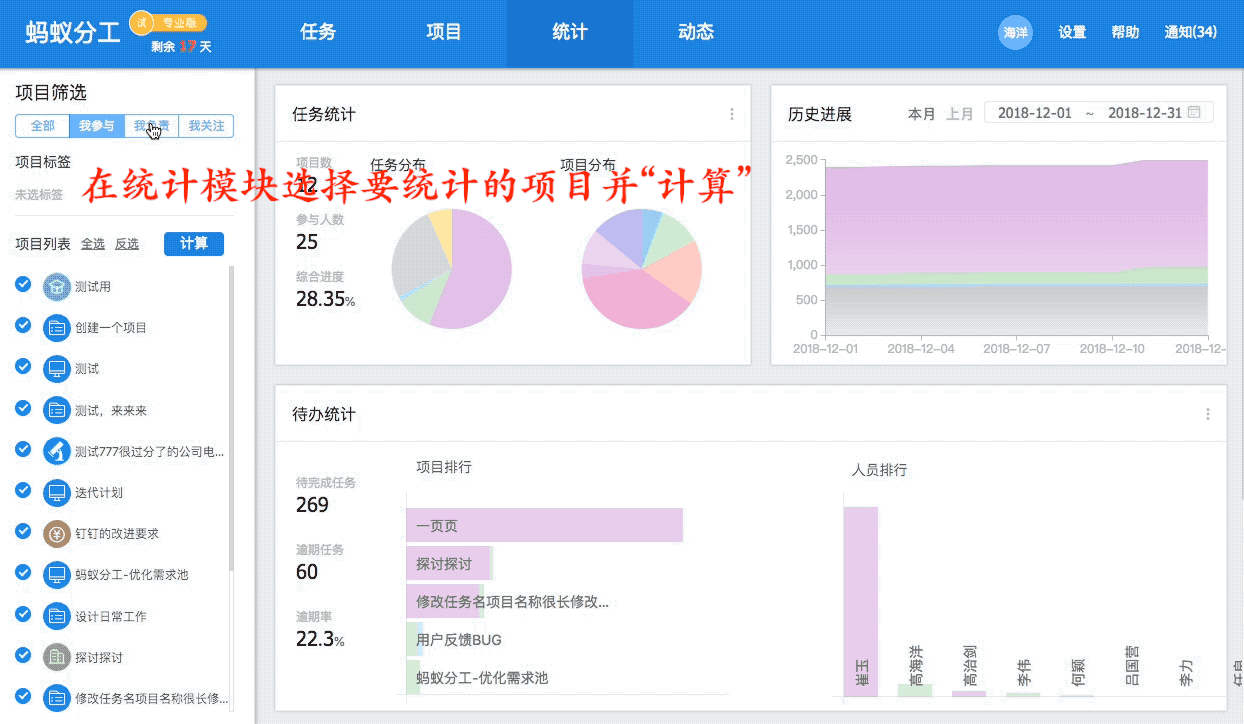 蚂蚁分工
试 专业版
剩余 17 天
任务 项目 统计 动态
海洋 设置 帮助 通知(34)
项目筛选
全部 我参与 我负责 我关注
项目标签
未选标签
在统计模块选择要统计的项目并“计算”
项目列表 全选 反选 计算
测试用
创建一个项目
测试
测试，来来来
测试777很过分了的公司电...
迭代计划
钉钉的改进要求
蚂蚁分工-优化需求池
设计日常工作
探讨探讨
修改任务名项目名称很长修...
任务统计
项目数
12
参与人数
25
综合进度
28.35%
任务分布
项目分布
历史进展 本月 上月 2018-12-01 ~ 2018-12-31
2,500
2,000
1,500
1,000
500
0
2018-12-01 2018-12-04 2018-12-07 2018-12-10 2018-12-
待办统计
待完成任务
269
逾期任务
60
逾期率
22.3%
项目排行
一页页
探讨探讨
修改任务名项目名称很长修改...
用户反馈BUG
蚂蚁分工-优化需求池
人员排行
崔玉
高海洋
高治剑
李伟
何颖
吕国营
李力